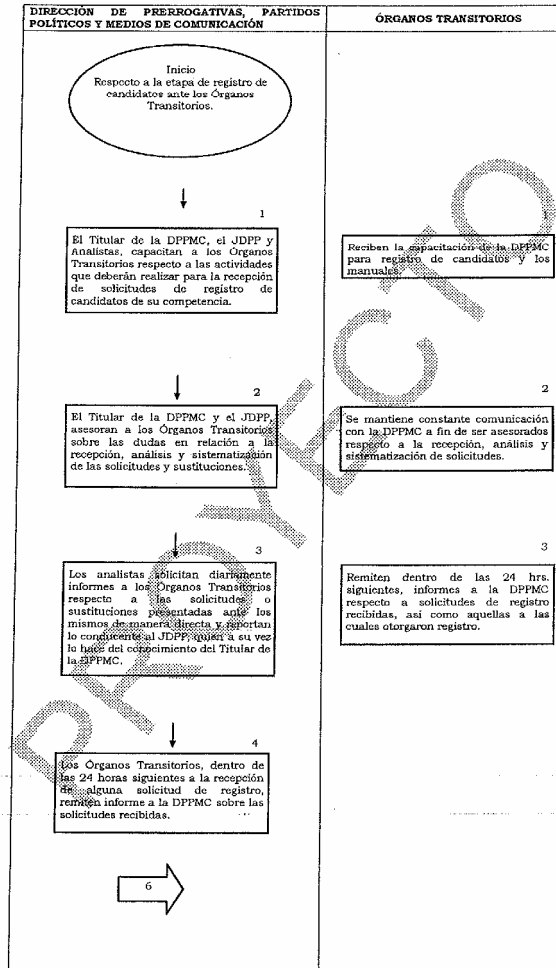 DIRECCIÓN DE PRERROGATIVAS, PARTIDOS
POLÍTICOS Y MEDIOS DE COMUNICACIÓN
ÓRGANOS TRANSITORIOS
Inicio
Respecto a la etapa de registro de
candidatos ante los Órganos
Transitorios.
1
El Titular de la DPPMC, el JDPP y
Analistas, capacitan a los Órganos
Transitorios respecto a las actividades
que deberán realizar para la recepción
de solicitudes de registro de
candidatos de su competencia.
1
Reciben la capacitación de la DPPMC
para registro de candidatos y los
manuales.
2
El Titular de la DPPMC y el JDPP,
asesoran a los Órganos Transitorios
sobre las dudas en relación a la
recepción, análisis y sistematización
de las solicitudes y sustituciones.
2
Se mantiene constante comunicación
con la DPPMC a fin de ser asesorados
respecto a la recepción, análisis y
sistematización de solicitudes.
3
Los analistas solicitan diariamente
informes a los Órganos Transitorios
respecto a las solicitudes o
sustituciones presentadas ante los
mismos de manera directa y reportan
lo conducente al JDPP, quien a su vez
lo hace del conocimiento del Titular de
la DPPMC.
3
Remiten dentro de las 24 hrs.
siguientes, informes a la DPPMC
respecto a solicitudes de registro
recibidas, así como aquellas a las
cuales otorgaron registro.
4
Los Órganos Transitorios, dentro de
las 24 horas siguientes a la recepción
de alguna solicitud de registro,
remiten informe a la DPPMC sobre las
solicitudes recibidas.
6
PROYECTO